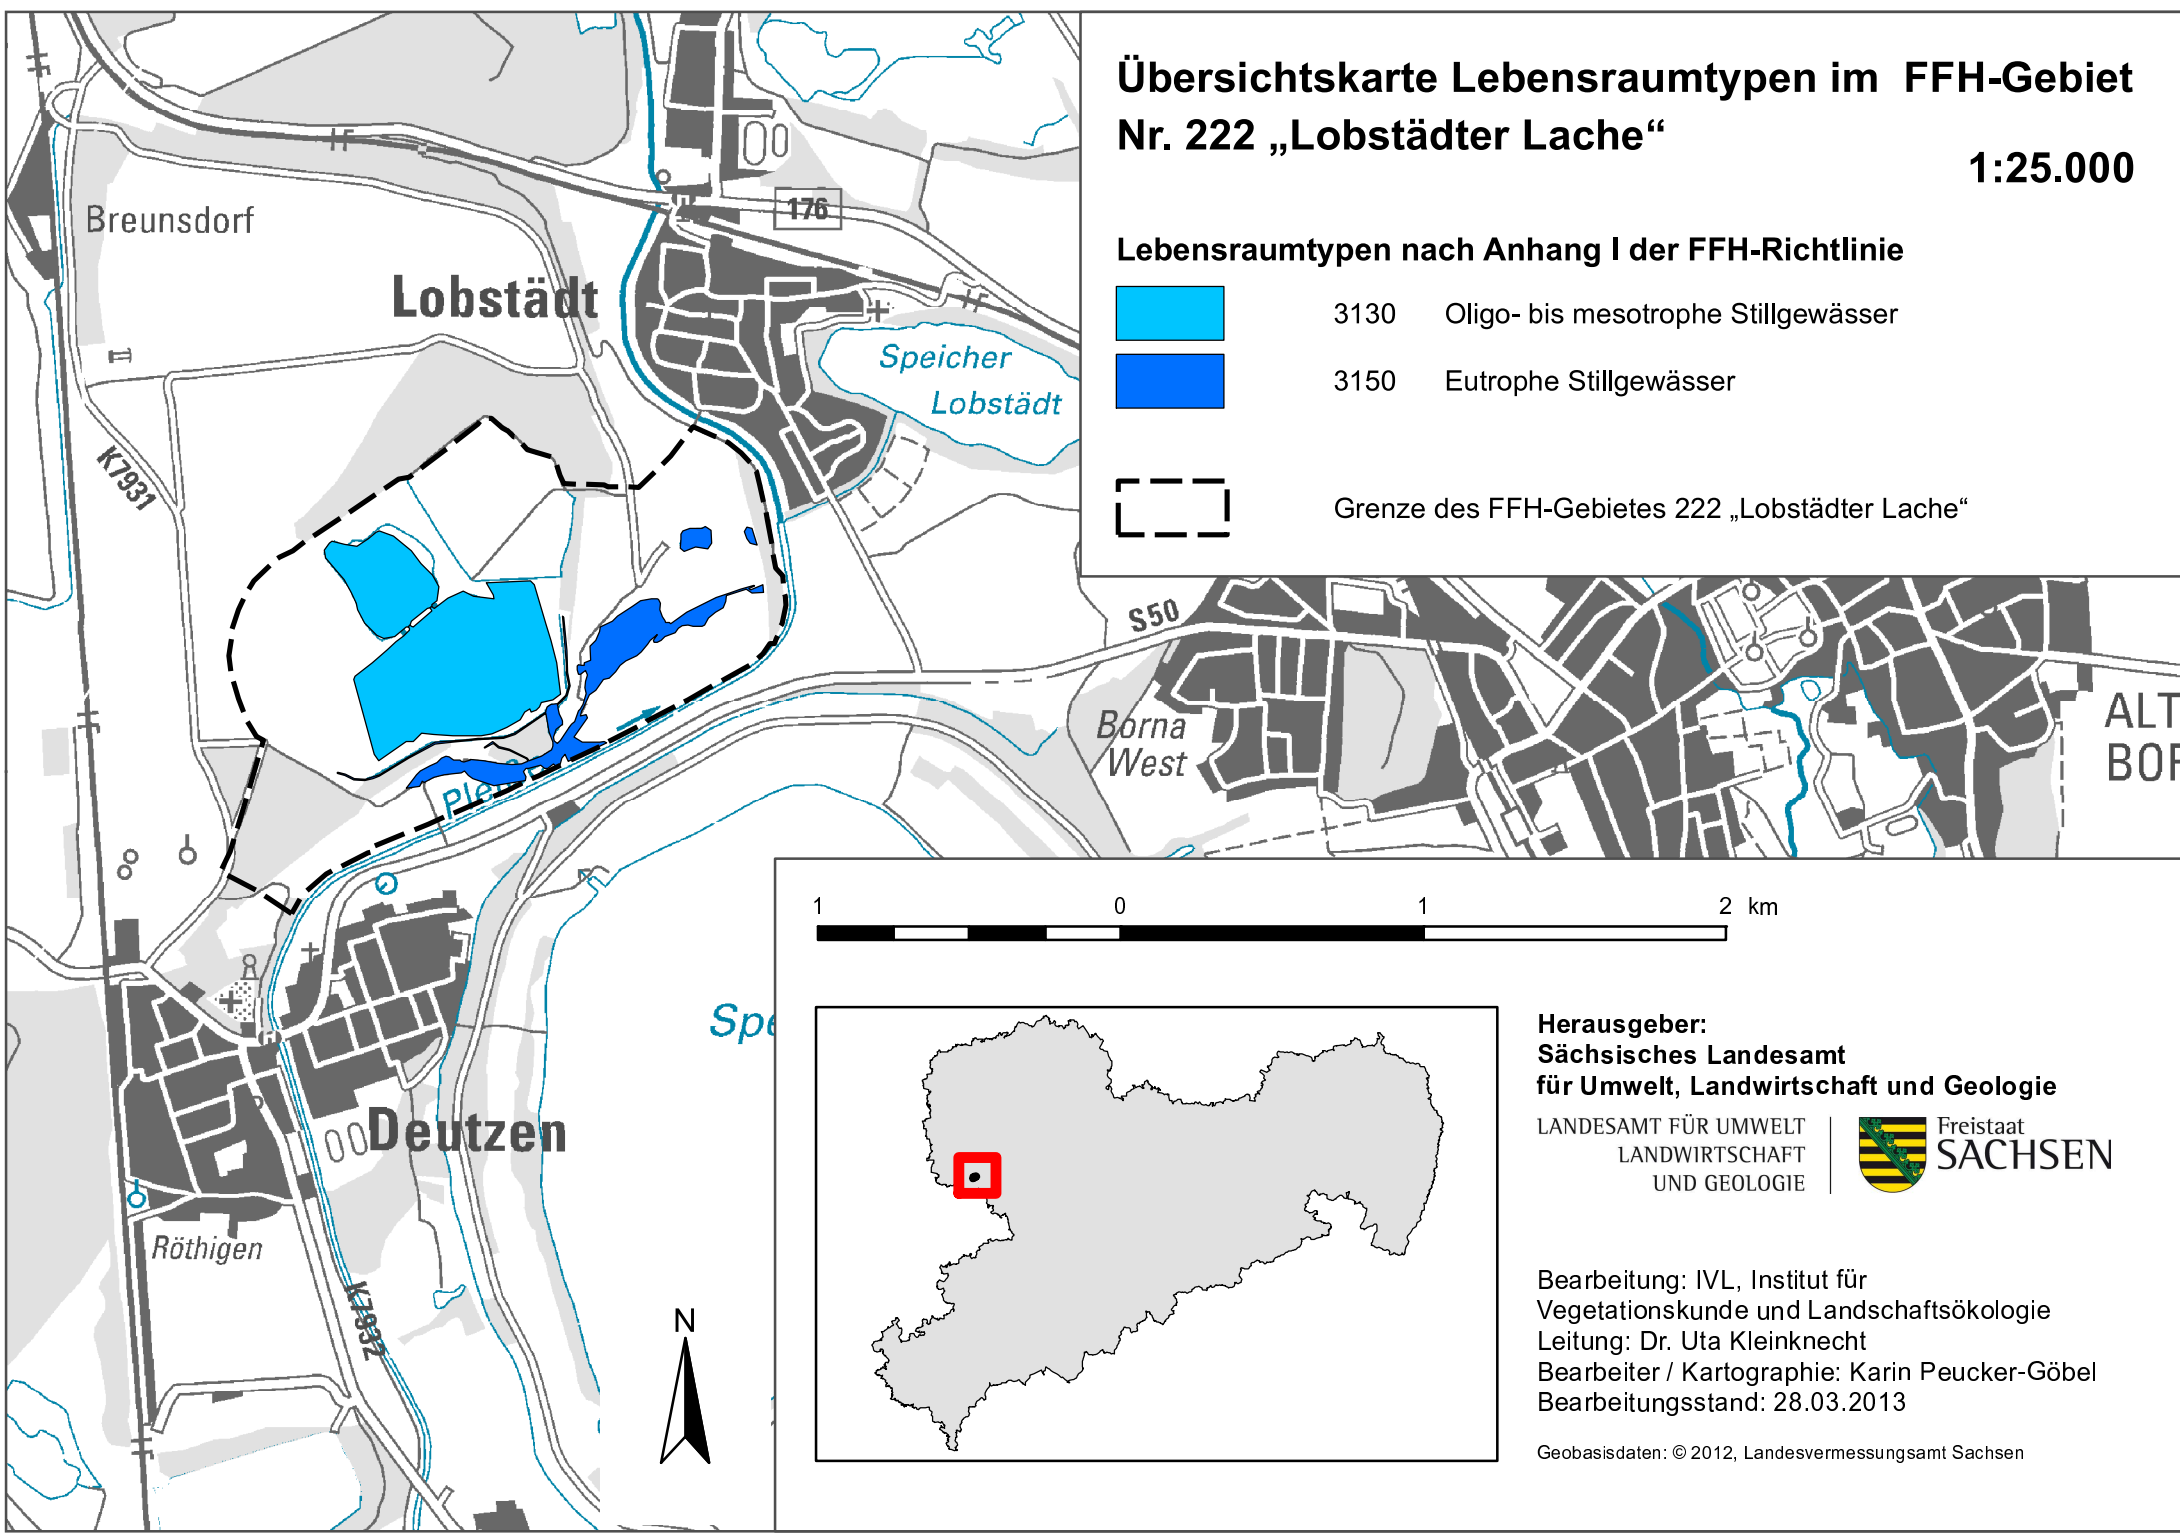 Übersichtskarte Lebensraumtypen im FFH-Gebiet
Nr. 222 „Lobstädter Lache“
1:25.000
Lebensraumtypen nach Anhang I der FFH-Richtlinie
3130 Oligo- bis mesotrophe Stillgewässer
3150 Eutrophe Stillgewässer
Grenze des FFH-Gebietes 222 „Lobstädter Lache“
Breunsdorf
176
Lobstädt
Speicher
Lobstädt
K7931
S50
Borna
West
ALT
BOR
Deutzen
Röthigen
K7932
Spe
N
1 0 1 2 km
Herausgeber:
Sächsisches Landesamt
für Umwelt, Landwirtschaft und Geologie
LANDESAMT FÜR UMWELT
LANDWIRTSCHAFT
UND GEOLOGIE
Freistaat
SACHSEN
Bearbeitung: IVL, Institut für
Vegetationskunde und Landschaftsökologie
Leitung: Dr. Uta Kleinknecht
Bearbeiter / Kartographie: Karin Peucker-Göbel
Bearbeitungsstand: 28.03.2013
Geobasisdaten: © 2012, Landesvermessungsamt Sachsen